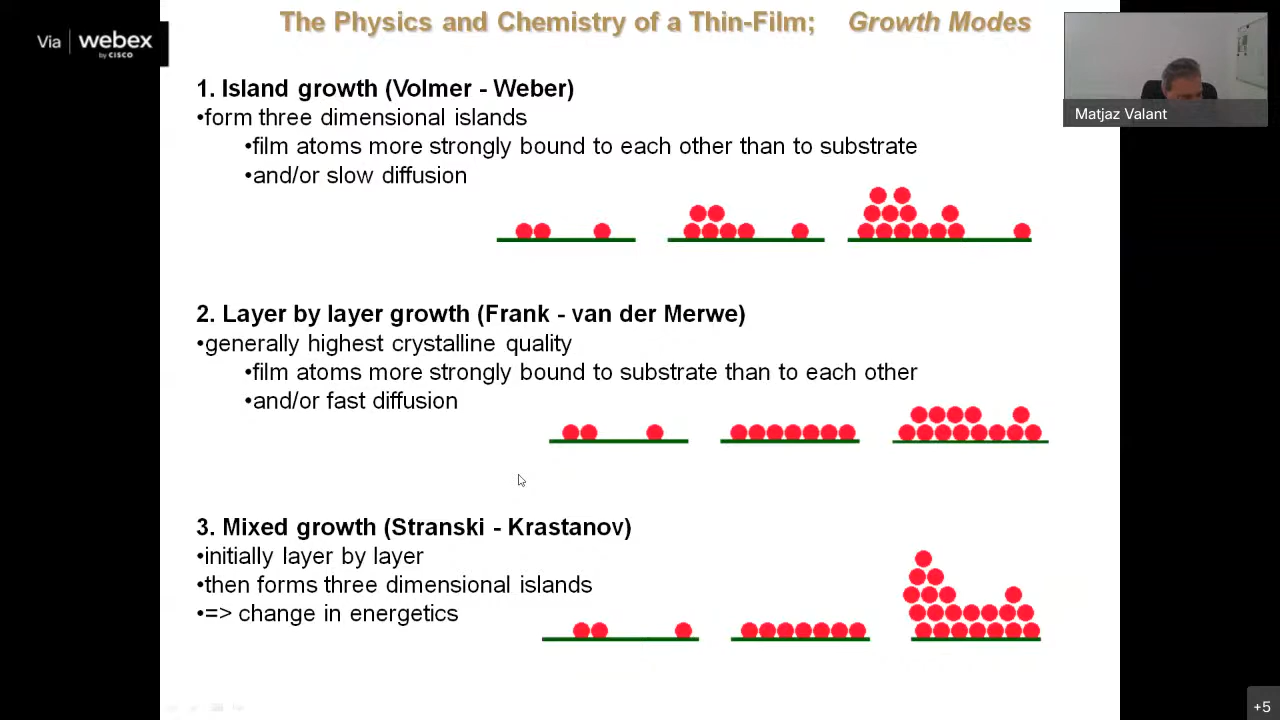 The Physics and Chemistry of a Thin-Film; Growth Modes
Via webex
by CISCO
Matjaz Valant
1. Island growth (Volmer - Weber)
•form three dimensional islands
•film atoms more strongly bound to each other than to substrate
•and/or slow diffusion
2. Layer by layer growth (Frank - van der Merwe)
•generally highest crystalline quality
•film atoms more strongly bound to substrate than to each other
•and/or fast diffusion
3. Mixed growth (Stranski - Krastanov)
•initially layer by layer
•then forms three dimensional islands
•=> change in energetics
+5